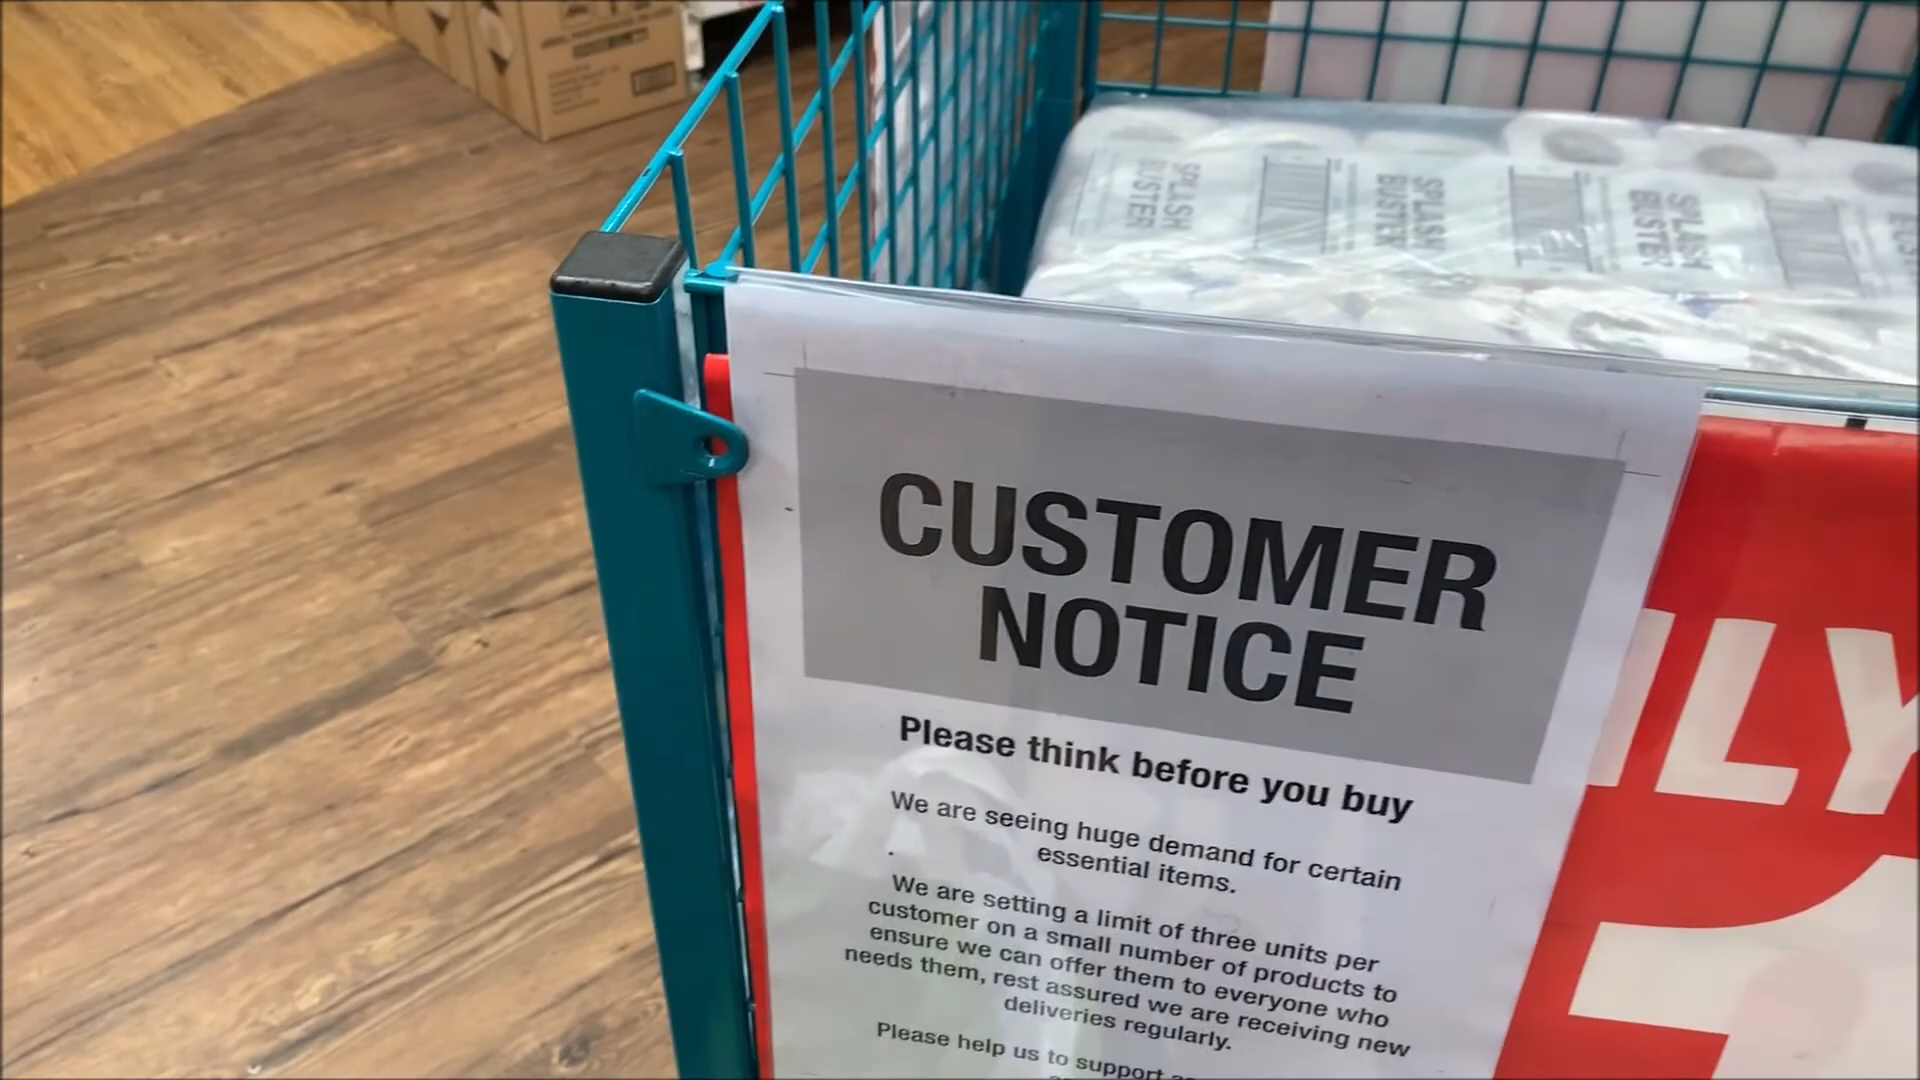 SPLASH
BUSTER
SPLASH
BUSTER
SPLASH
BUSTER
CUSTOMER
NOTICE
Please think before you buy
We are seeing huge demand for certain
essential items.
We are setting a limit of three units per
customer on a small number of products to
ensure we can offer them to everyone who
needs them, rest assured we are receiving new
deliveries regularly.
Please help us to support
LY